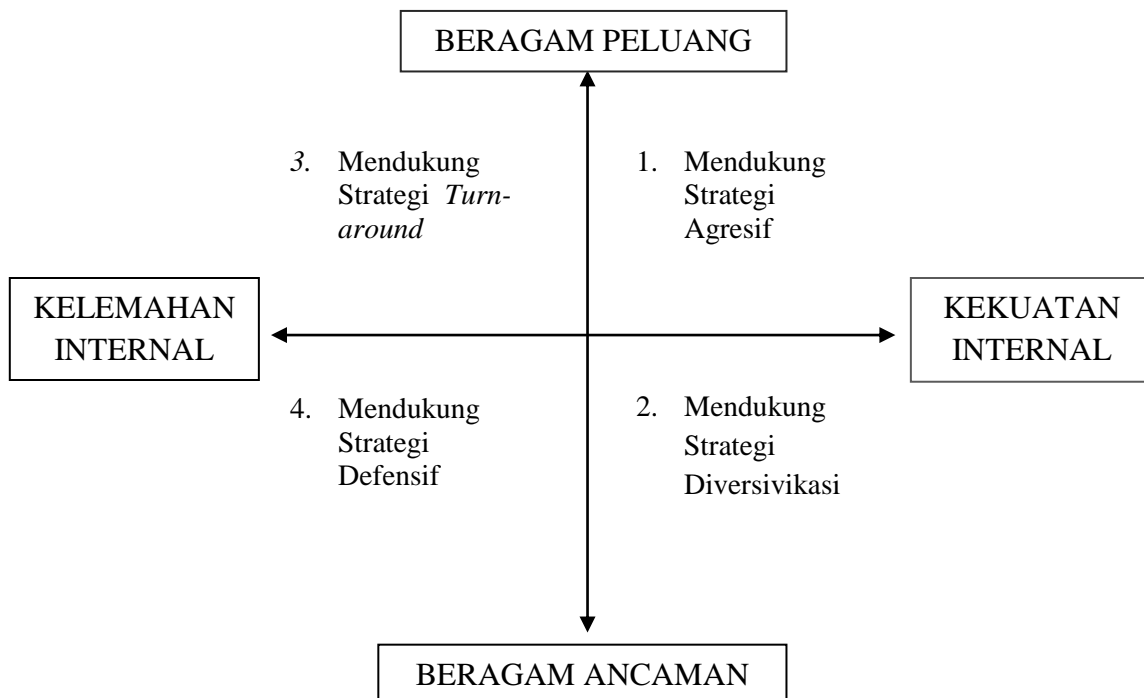 BERAGAM PELUANG
3. Mendukung
Strategi Turn-
around
1. Mendukung
Strategi
Agresif
KELEMAHAN
INTERNAL
KEKUATAN
INTERNAL
4. Mendukung
Strategi
Defensif
2. Mendukung
Strategi
Diversivikasi
BERAGAM ANCAMAN